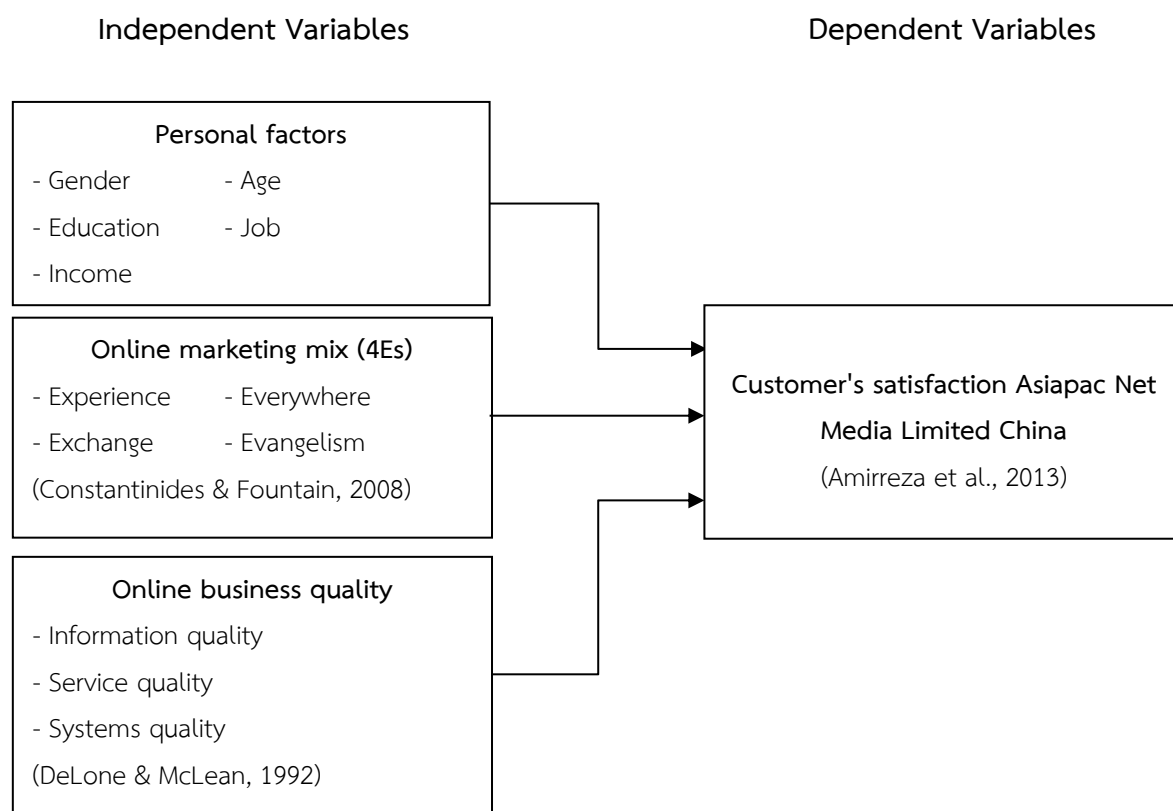 Independent Variables
Dependent Variables
Personal factors
- Gender - Age
- Education - Job
- Income
Online marketing mix (4Es)
- Experience - Everywhere
- Exchange - Evangelism
(Constantinides & Fountain, 2008)
Online business quality
- Information quality
- Service quality
- Systems quality
(DeLone & McLean, 1992)
Customer's satisfaction Asiapac Net
Media Limited China
(Amirreza et al., 2013)